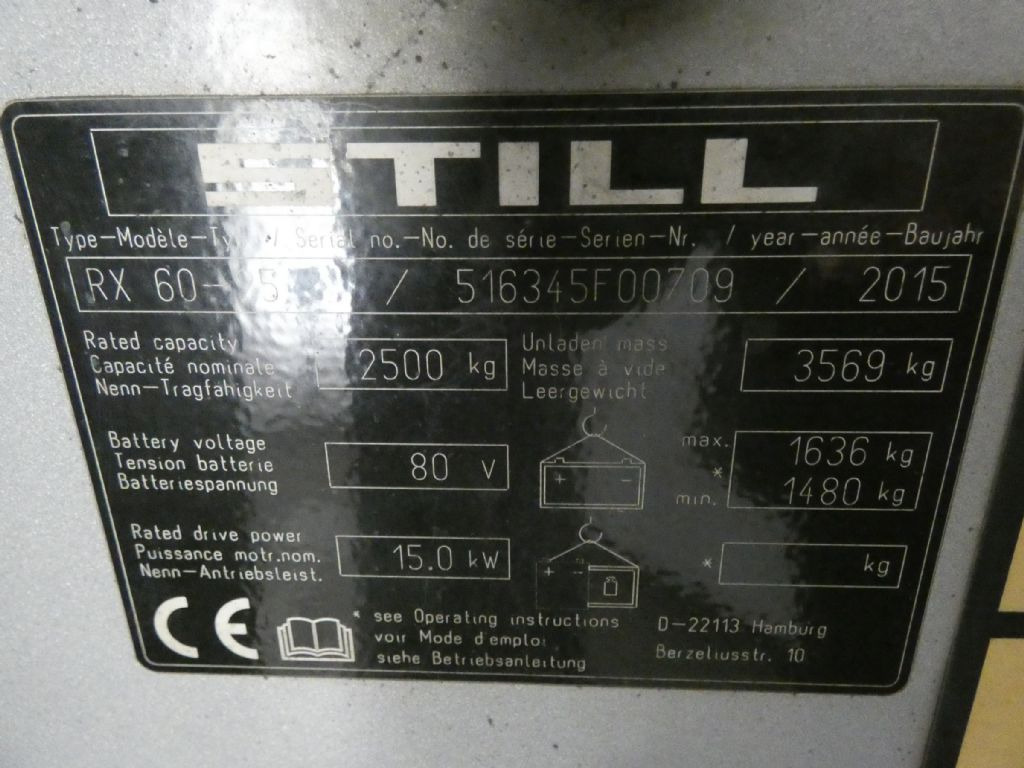 STILL
Type-Modèle-Typ / Serial no.-No. de série-Serien-Nr. / year-année-Baujahr
RX 60- / 516345F00709 / 2015
Rated capacity
Capacité nominale
Nenn-Tragfähigkeit
2500 kg
Unladen mass
Masse à vide
Leergewicht
3569 kg
Battery voltage
Tension batterie
Batteriespannung
80 V
+ -
max. 1636 kg
*
min. 1480 kg
Rated drive power
Puissance motr.nom.
Nenn-Antriebsleist.
15.0 kW
+ -
* kg
CE
* see Operating instructions
voir Mode d'emploi
siehe Betriebsanleitung
D-22113 Hamburg
Berzeliusstr. 10